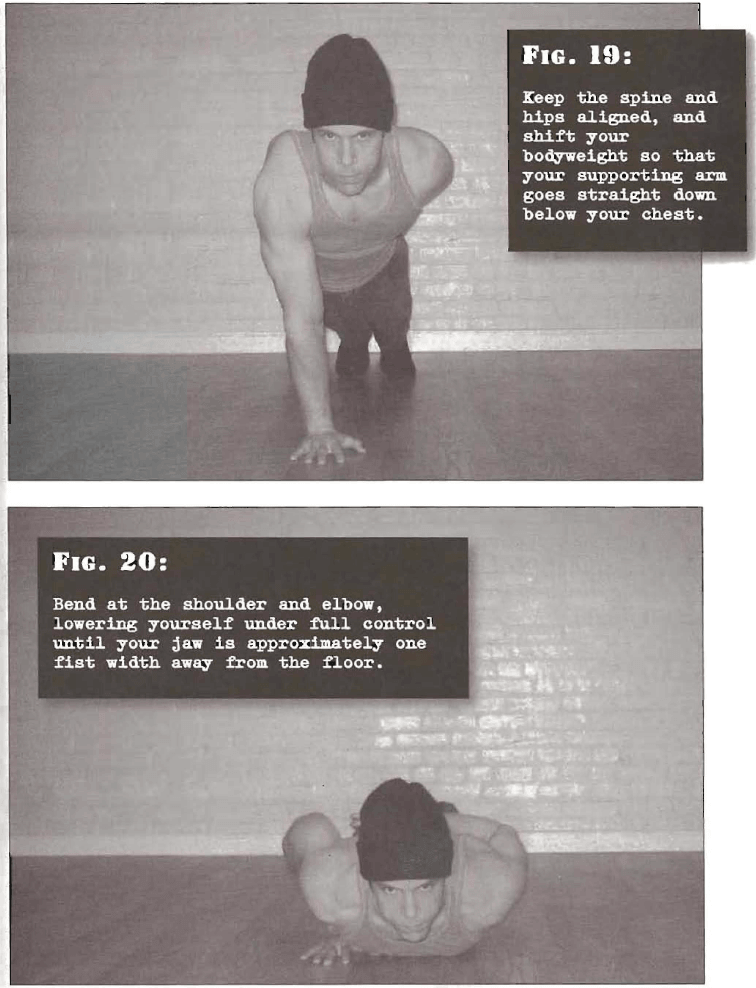 FIG. 19:
Keep the spine and
hips aligned, and
shift your
bodyweight so that
your supporting arm
goes straight down
below your chest.
FIG. 20:
Bend at the shoulder and elbow,
lowering yourself under full control
until your jaw is approximately one
fist width away from the floor.